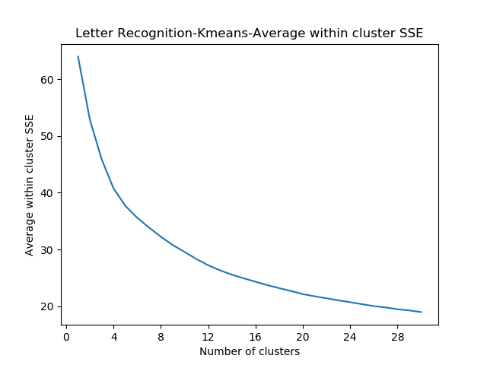 Letter Recognition-Kmeans-Average within cluster SSE
Average within cluster SSE
60
50
40
30
20
0 4 8 12 16 20 24 28
Number of clusters